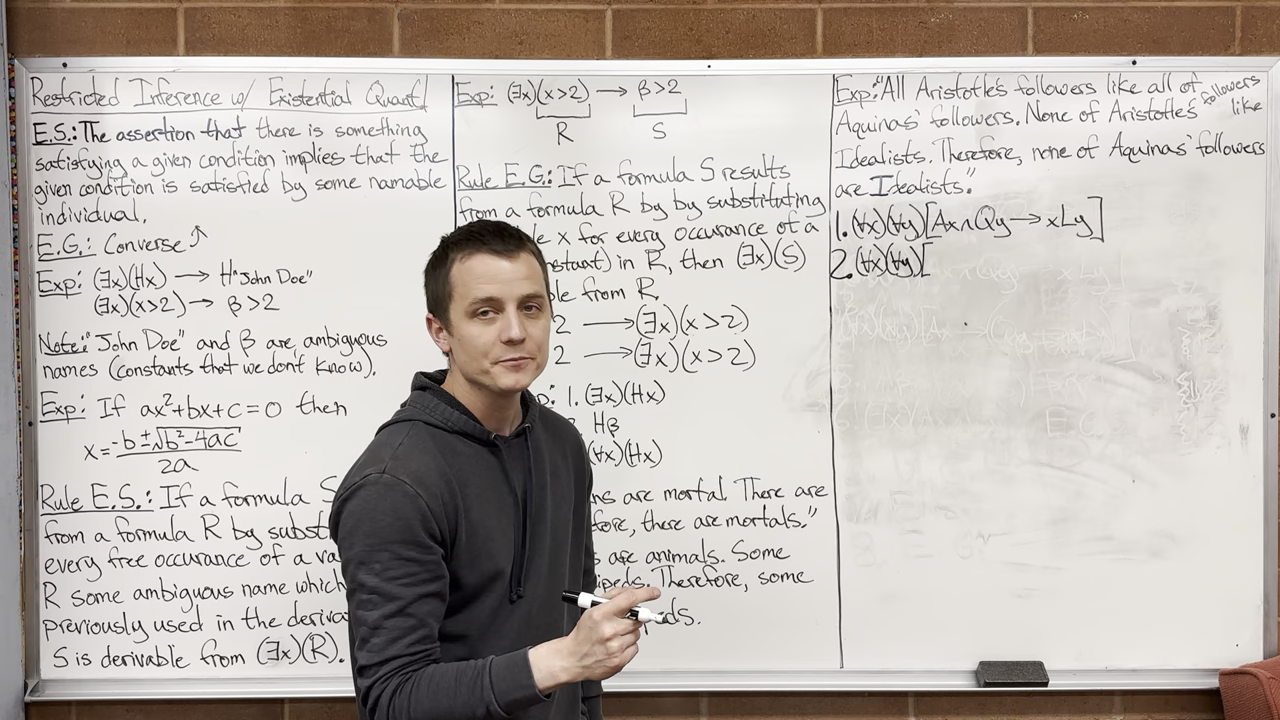 Restricted Inference w/ Existential Quant.
E.S.: The assertion that there is something
satisfying a given condition implies that the
given condition is satisfied by some namable
individual.
E.G.: Converse ↑
Exp: (∃x)(Hx) → H"John Doe"
(∃x)(x>2) → β>2
Note: "John Doe" and β are ambiguous
names (constants that we don't know).
Exp: If ax²+bx+c=0 then
x = -b±√b²-4ac / 2a
Rule E.S.: If a formula S
from a formula R by subst
every free occurance of a va
R some ambiguous name which
previously used in the deriva
S is derivable from (∃x)(R).
Exp: (∃x)(x>2) → β>2
R S
Rule E.G.: If a formula S results
from a formula R by by substituting
le x for every occurance of a
nstant) in R, then (∃x)(S)
ble from R.
2 → (∃x)(x>2)
2 → (∃x)(x>2)
p: 1. (∃x)(Hx)
Hβ
(∀x)(Hx)
ns are mortal. There are
fore, there are mortals."
s are animals. Some
ipeds. Therefore, some
eds.
Exp: "All Aristotle's followers like all of
Aquinas' followers. None of Aristotle's followers like
Idealists. Therefore, none of Aquinas' followers
are Idealists."
1. (∀x)(∀y)[Ax∧Qy→xLy]
2. (∀x)(∀y)[